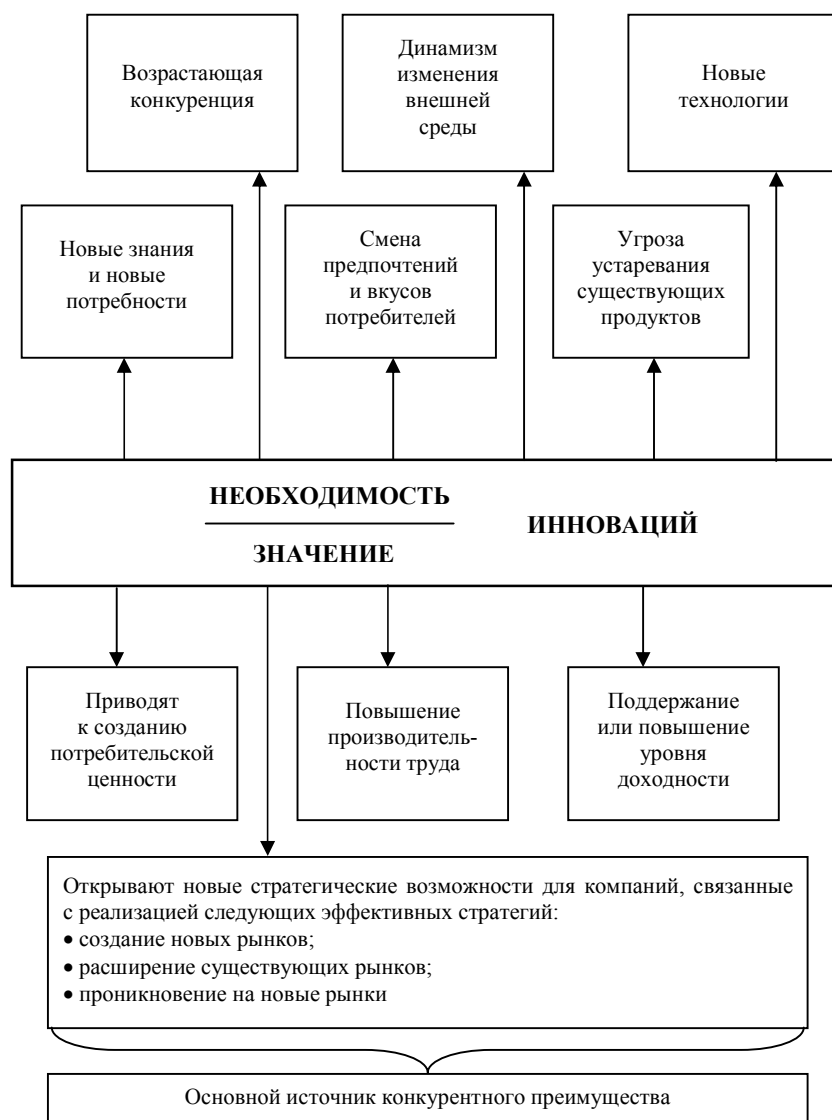 Возрастающая
конкуренция
Динамизм
изменения
внешней
среды
Новые
технологии
Новые знания
и новые
потребности
Смена
предпочтений
и вкусов
потребителей
Угроза
устаревания
существующих
продуктов
НЕОБХОДИМОСТЬ
ЗНАЧЕНИЕ
ИННОВАЦИЙ
Приводят
к созданию
потребительской
ценности
Повышение
производитель-
ности труда
Поддержание
или повышение
уровня
доходности
Открывают новые стратегические возможности для компаний, связанные
с реализацией следующих эффективных стратегий:
• создание новых рынков;
• расширение существующих рынков;
• проникновение на новые рынки
Основной источник конкурентного преимущества